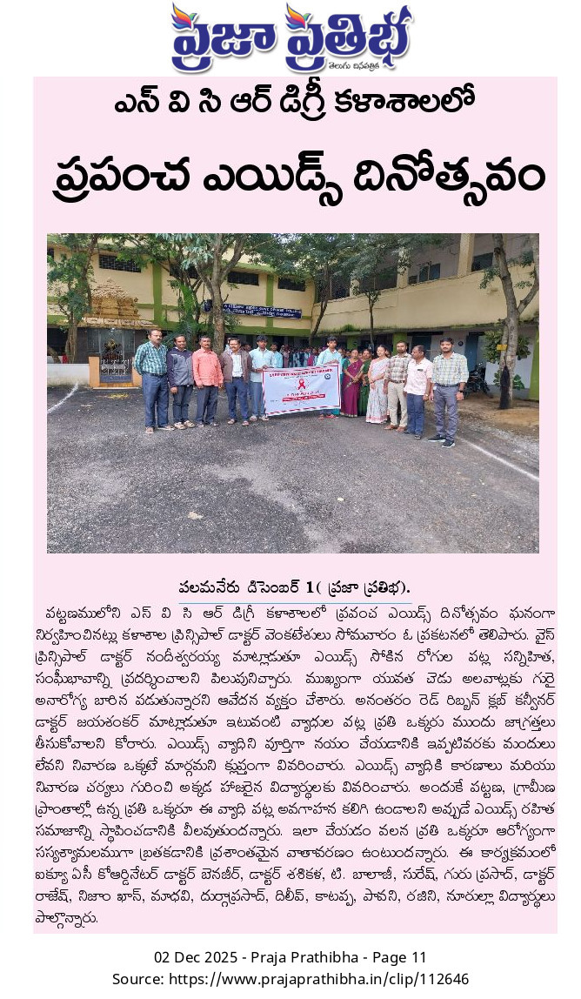 ప్రజా ప్రతిభ
తెలుగు దినపత్రిక
ఎస్ వి సి ఆర్ డిగ్రీ కళాశాలలో
ప్రపంచ ఎయిడ్స్ దినోత్సవం
పలమనేరు డిసెంబర్ 1( ప్రజా ప్రతిభ).
పట్టణములోని ఎస్ వి సి ఆర్ డిగ్రీ కళాశాలలో ప్రపంచ ఎయిడ్స్ దినోత్సవం ఘనంగా
నిర్వహించినట్లు కళాశాల ప్రిన్సిపాల్ డాక్టర్ వెంకటేశులు సోమవారం ఓ ప్రకటనలో తెలిపారు. వైస్
ప్రిన్సిపాల్ డాక్టర్ నందీశ్వరయ్య మాట్లాడుతూ ఎయిడ్స్ సోకిన రోగుల పట్ల సన్నిహిత,
సంఘీభావాన్ని ప్రదర్శించాలని పిలుపునిచ్చారు. ముఖ్యంగా యువత చెడు అలవాట్లకు గురై
అనారోగ్య బారిన పడుతున్నారని ఆవేదన వ్యక్తం చేశారు. అనంతరం రెడ్ రిబ్బన్ క్లబ్ కన్వీనర్
డాక్టర్ జయశంకర్ మాట్లాడుతూ ఇటువంటి వ్యాధుల పట్ల ప్రతి ఒక్కరు ముందు జాగ్రత్తలు
తీసుకోవాలని కోరారు. ఎయిడ్స్ వ్యాధిని పూర్తిగా నయం చేయడానికి ఇప్పటివరకు మందులు
లేవని నివారణ ఒక్కటే మార్గమని క్లుప్తంగా వివరించారు. ఎయిడ్స్ వ్యాధికి కారణాలు మరియు
నివారణ చర్యలు గురించి అక్కడ హాజరైన విద్యార్థులకు వివరించారు. అందుకే పట్టణ, గ్రామీణ
ప్రాంతాల్లో ఉన్న ప్రతి ఒక్కరూ ఈ వ్యాధి పట్ల అవగాహన కలిగి ఉండాలని అప్పుడే ఎయిడ్స్ రహిత
సమాజాన్ని స్థాపించడానికి వీలవుతుందన్నారు. ఇలా చేయడం వలన ప్రతి ఒక్కరూ ఆరోగ్యంగా
సస్యశ్యామలముగా బ్రతకడానికి ప్రశాంతమైన వాతావరణం ఉంటుందన్నారు. ఈ కార్యక్రమంలో
ఐక్యూ ఏసీ కోఆర్డినేటర్ డాక్టర్ బెనజీర్, డాక్టర్ శశికళ, టి. బాలాజీ, సురేష్, గురు ప్రసాద్, డాక్టర్
రాజేష్, నిజాం ఖాన్, మాధవి, దుర్గాప్రసాద్, దిలీప్, కాటప్ప, పావని, రజిని, నూరుల్లా విద్యార్థులు
పాల్గొన్నారు.
02 Dec 2025 - Praja Prathibha - Page 11
Source: https://www.prajaprathibha.in/clip/112646